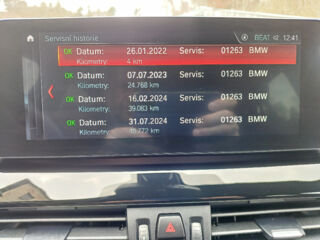 Servisní historie BEAT 12:41
OK Datum: 26.01.2022 Servis: 01263 BMW
Kilometry: 4 km
OK Datum: 07.07.2023 Servis: 01263 BMW
Kilometry: 24.768 km
OK Datum: 16.02.2024 Servis: 01263 BMW
Kilometry: 39.083 km
OK Datum: 31.07.2024 Servis: 01263 BMW
Kilometry: km